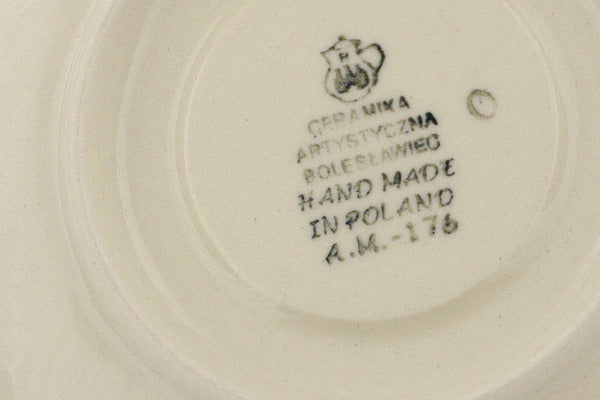 CERAMIKA
ARTYSTYCZNA
BOLESŁAWIEC
HAND MADE
IN POLAND
A.M.-176